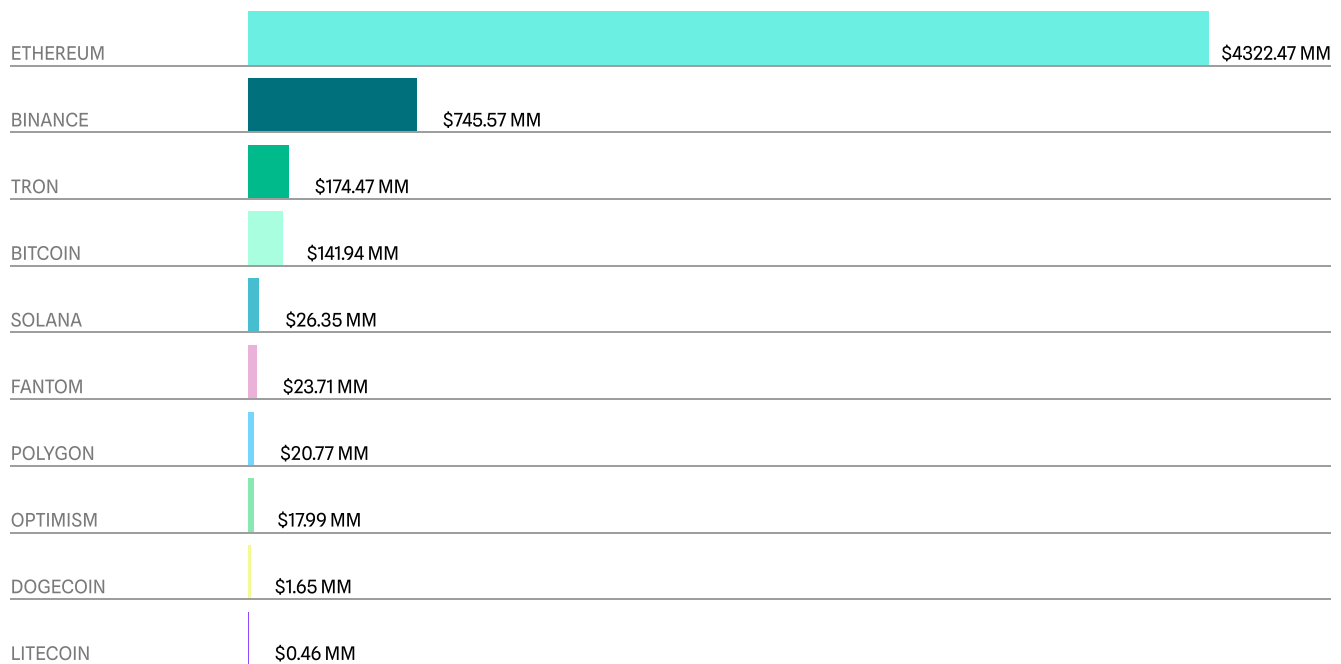 ETHEREUM $4322.47 MM
BINANCE $745.57 MM
TRON $174.47 MM
BITCOIN $141.94 MM
SOLANA $26.35 MM
FANTOM $23.71 MM
POLYGON $20.77 MM
OPTIMISM $17.99 MM
DOGECOIN $1.65 MM
LITECOIN $0.46 MM